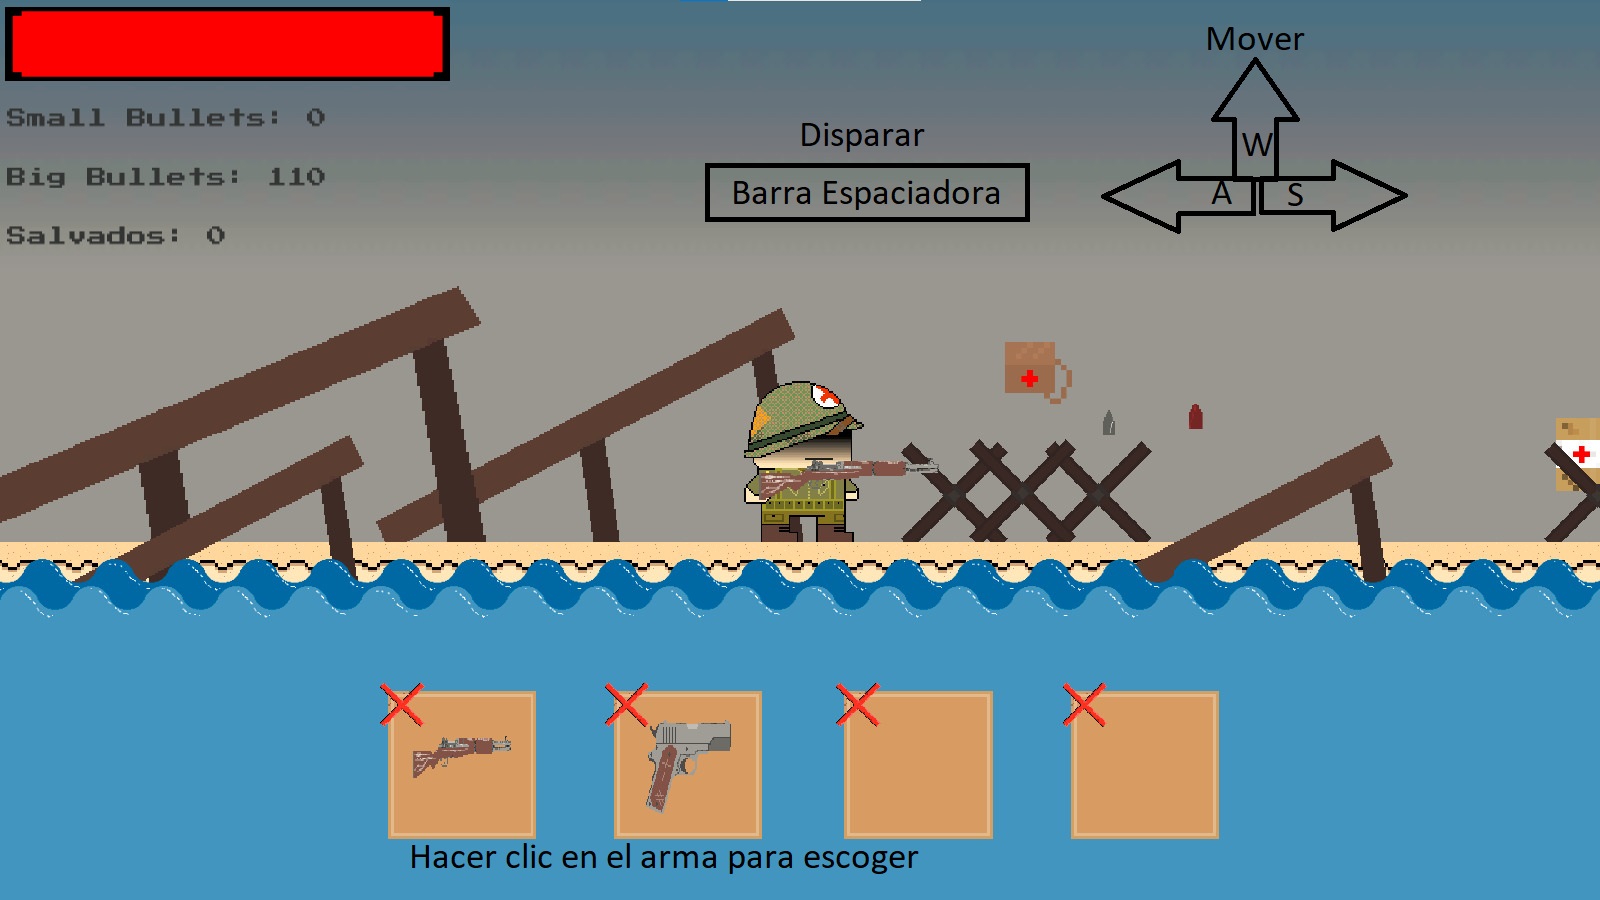 Small Bullets: 0
Big Bullets: 110
Salvados: 0
Disparar
Barra Espaciadora
Mover
W
A
S
Hacer clic en el arma para escoger